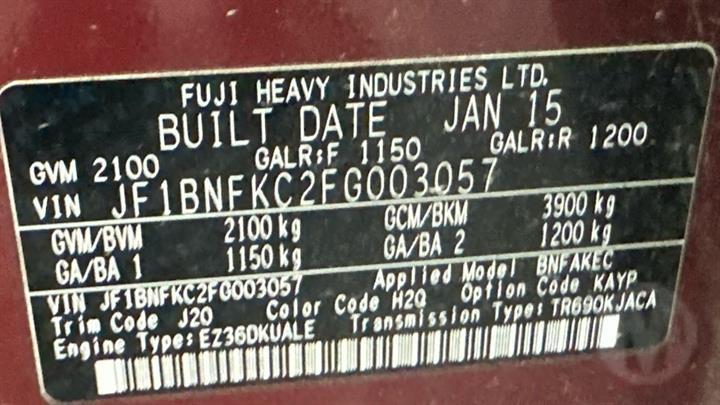 FUJI HEAVY INDUSTRIES LTD.
BUILT DATE JAN 15
GVM 2100 GALR:F 1150 GALR:R 1200
VIN JF1BNFKC2FG003057
GVM/BVM 2100 kg GCM/BKM 3900 kg
GA/BA 1 1150 kg GA/BA 2 1200 kg
VIN JF1BNFKC2FG003057 Applied Model BNFAKEC
Trim Code J20 Color Code H2Q Option Code KAYP
Engine Type: EZ36DKUALE Transmission Type: TR690KJACA